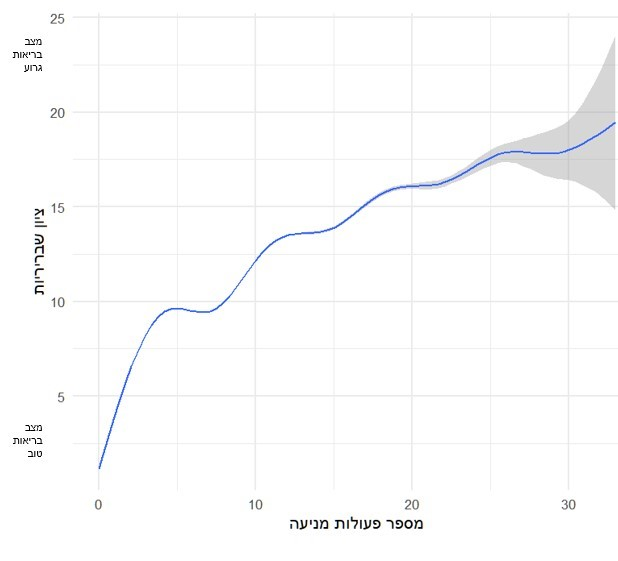 25
מצב
בריאות
גרוע
20
15
ציון שבריריות
10
5
מצב
בריאות
טוב
0 10 20 30
מספר פעולות מניעה